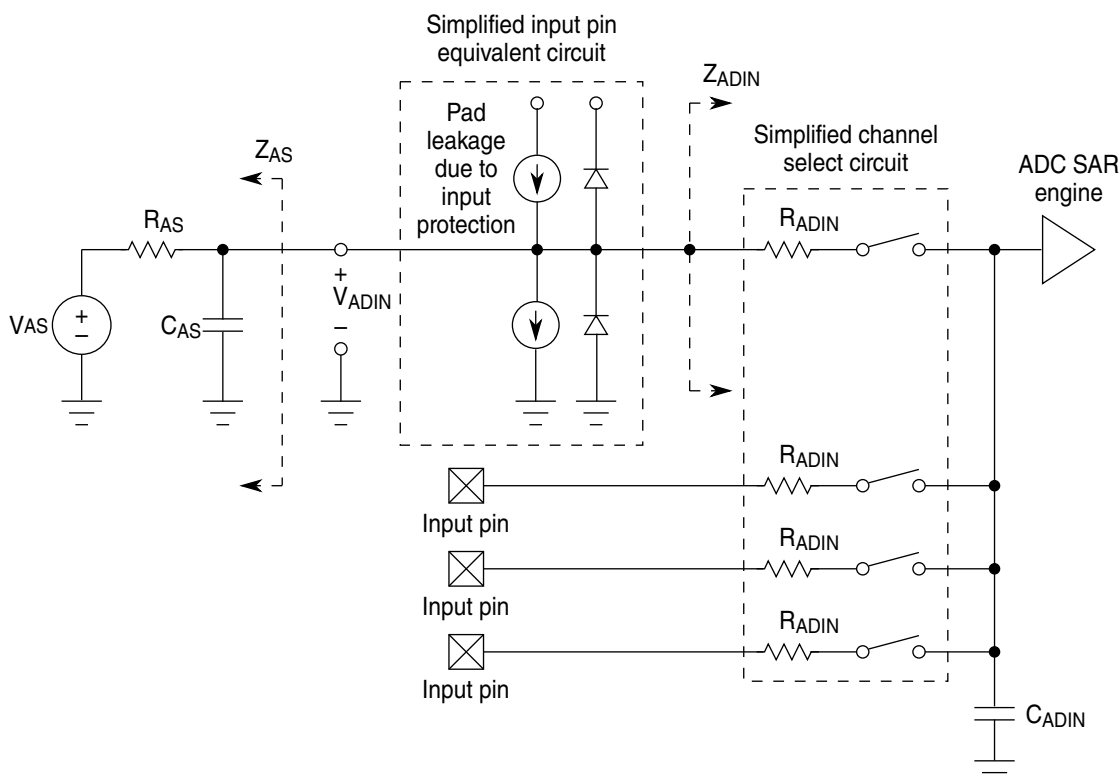 Simplified input pin
equivalent circuit
ZADIN
Pad
leakage
due to
input
protection
Simplified channel
select circuit
ADC SAR
engine
ZAS
RAS
RADIN
+
VADIN
–
VAS
+
–
CAS
RADIN
Input pin
RADIN
Input pin
RADIN
Input pin
CADIN